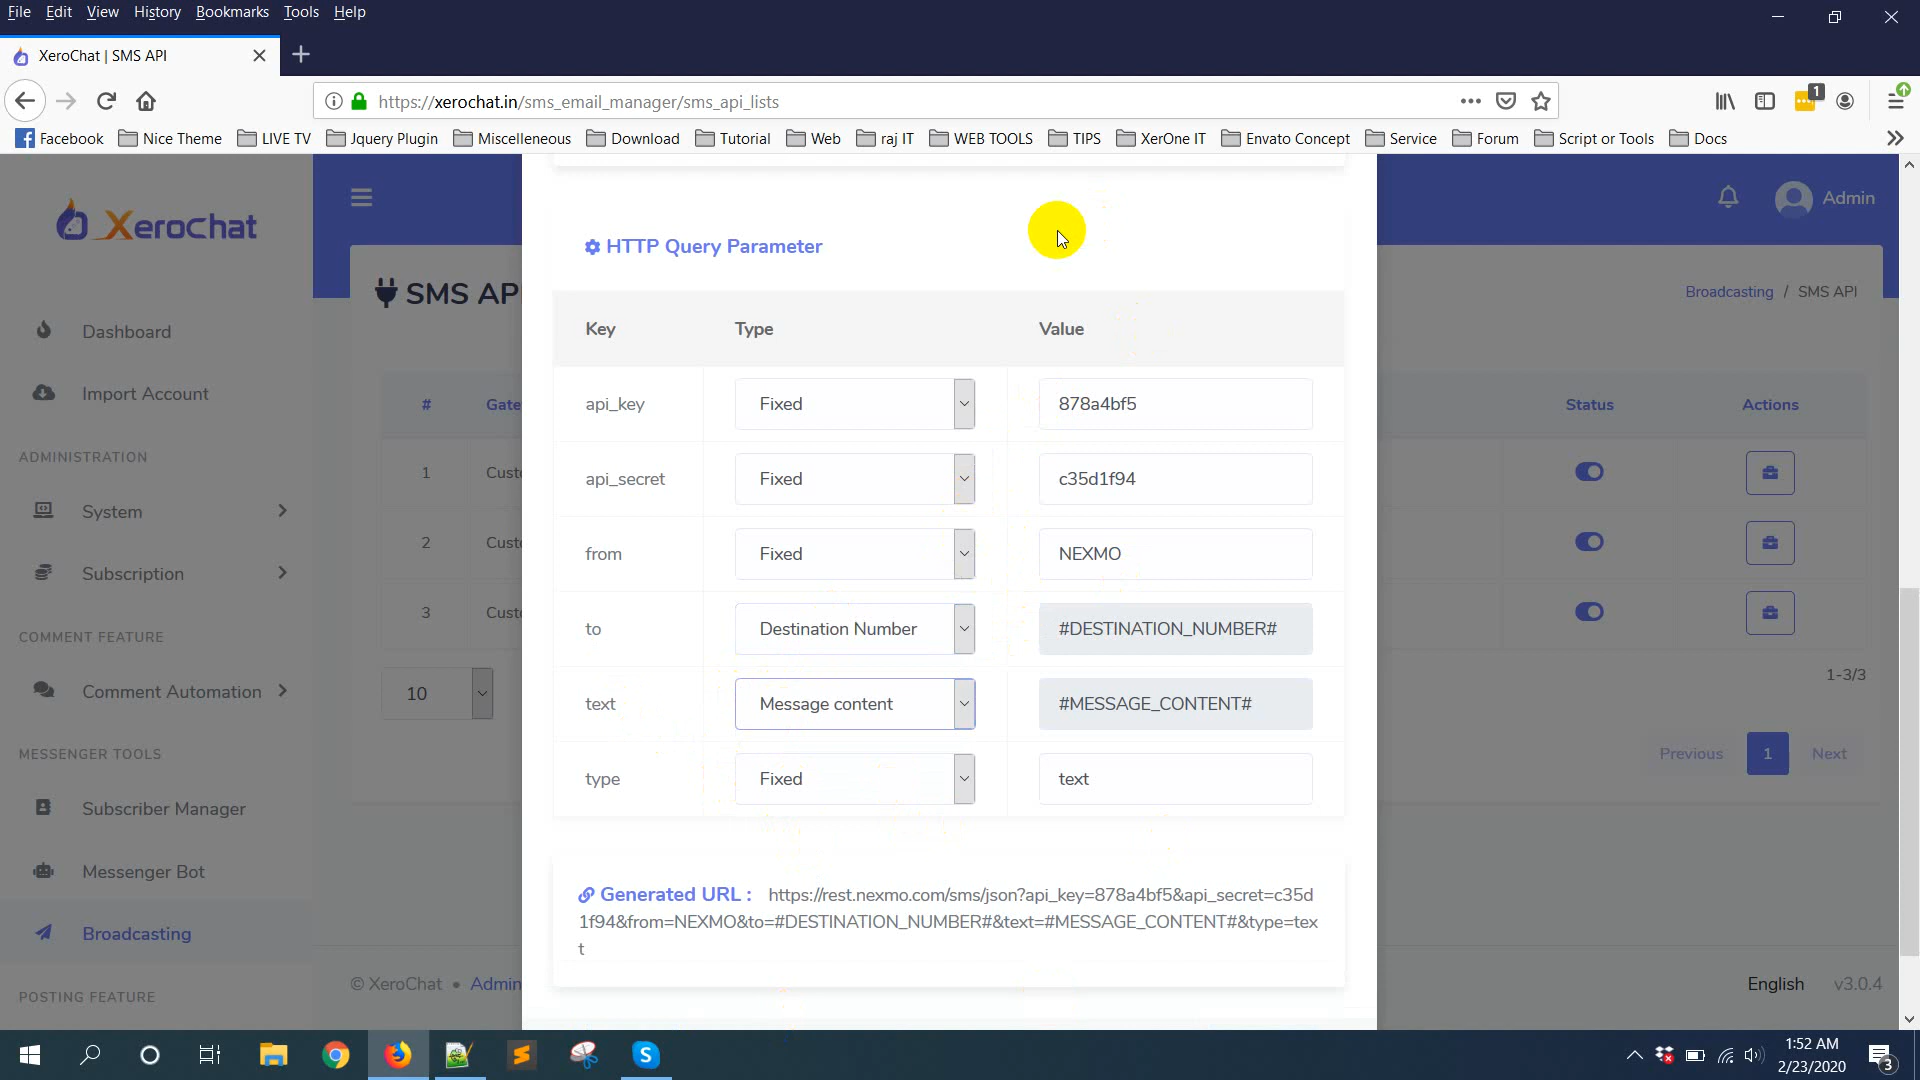 File Edit View History Bookmarks Tools Help
XeroChat | SMS API
https://xerochat.in/sms_email_manager/sms_api_lists
1
Facebook Nice Theme LIVE TV Jquery Plugin Miscelleneous Download Tutorial Web raj IT WEB TOOLS TIPS XerOne IT Envato Concept Service Forum Script or Tools Docs
XeroChat
Admin
HTTP Query Parameter
SMS AP
Broadcasting / SMS API
Dashboard
Import Account
ADMINISTRATION
System
Subscription
COMMENT FEATURE
Comment Automation
MESSENGER TOOLS
Subscriber Manager
Messenger Bot
Broadcasting
POSTING FEATURE
# Gate Status Actions
1 Custo
2 Custo
3 Custo
10
1-3/3
Previous 1 Next
Key Type Value
api_key Fixed 878a4bf5
api_secret Fixed c35d1f94
from Fixed NEXMO
to Destination Number #DESTINATION_NUMBER#
text Message content #MESSAGE_CONTENT#
type Fixed text
Generated URL : https://rest.nexmo.com/sms/json?api_key=878a4bf5&api_secret=c35d
1f94&from=NEXMO&to=#DESTINATION_NUMBER#&text=#MESSAGE_CONTENT#&type=tex
t
© XeroChat • Admin
English v3.0.4
1:52 AM
2/23/2020
3